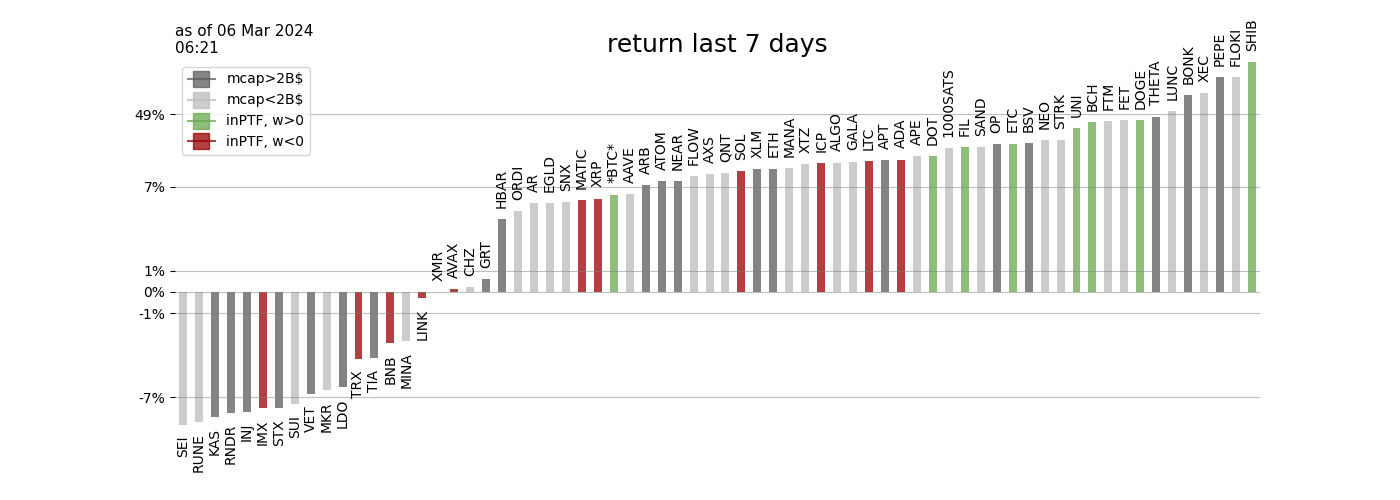 as of 06 Mar 2024
06:21
return last 7 days
mcap>2B$
mcap<2B$
inPTF, w>0
inPTF, w<0
49%
7%
1%
0%
-1%
-7%
SEI
RUNE
KAS
RNDR
INJ
IMX
STX
SUI
VET
MKR
LDO
TRX
TIA
BNB
MINA
LINK
XMR
AVAX
CHZ
GRT
HBAR
ORDI
AR
EGLD
SNX
MATIC
XRP
*BTC*
AAVE
ARB
ATOM
NEAR
FLOW
AXS
QNT
SOL
XLM
ETH
MANA
XTZ
ICP
ALGO
GALA
LTC
APT
ADA
APE
DOT
1000SATS
FIL
SAND
OP
ETC
BSV
NEO
STRK
UNI
BCH
FTM
FET
DOGE
THETA
LUNC
BONK
XEC
PEPE
FLOKI
SHIB